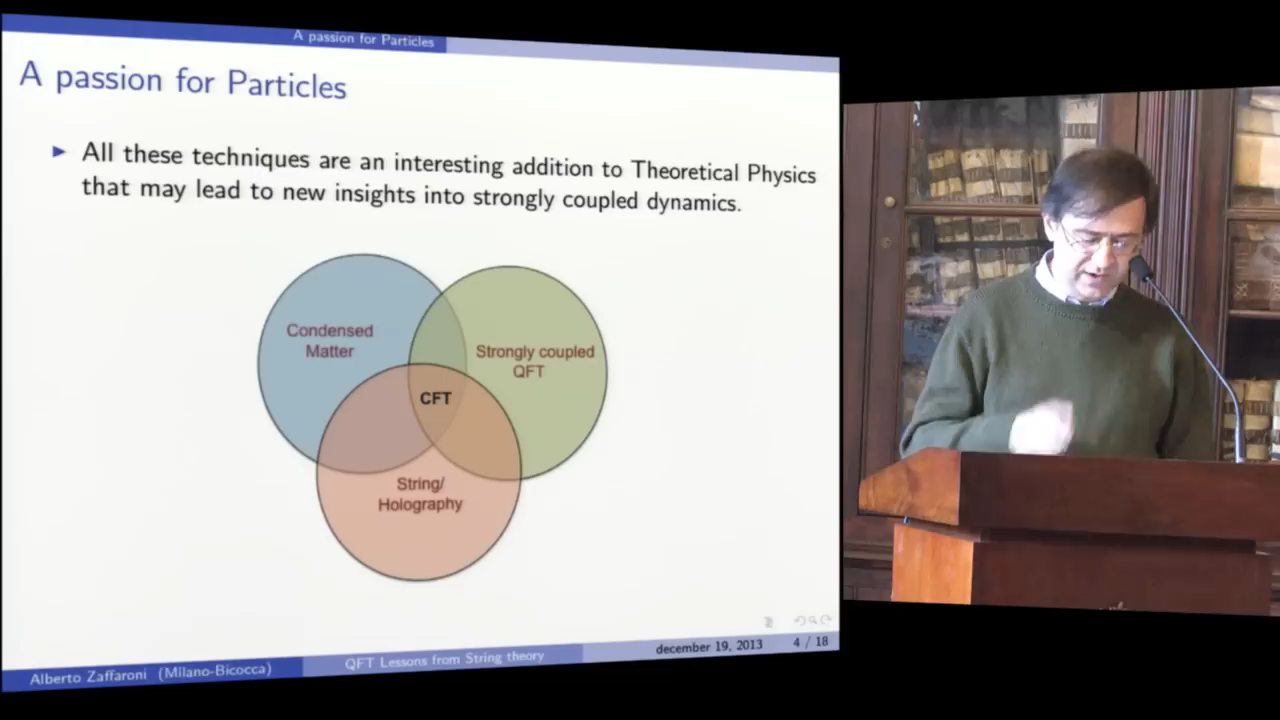 A passion for Particles
A passion for Particles
▶ All these techniques are an interesting addition to Theoretical Physics
that may lead to new insights into strongly coupled dynamics.
Condensed
Matter
Strongly coupled
QFT
CFT
String/
Holography
Alberto Zaffaroni (Milano-Bicocca)
QFT Lessons from String theory
december 19, 2013
4 / 18